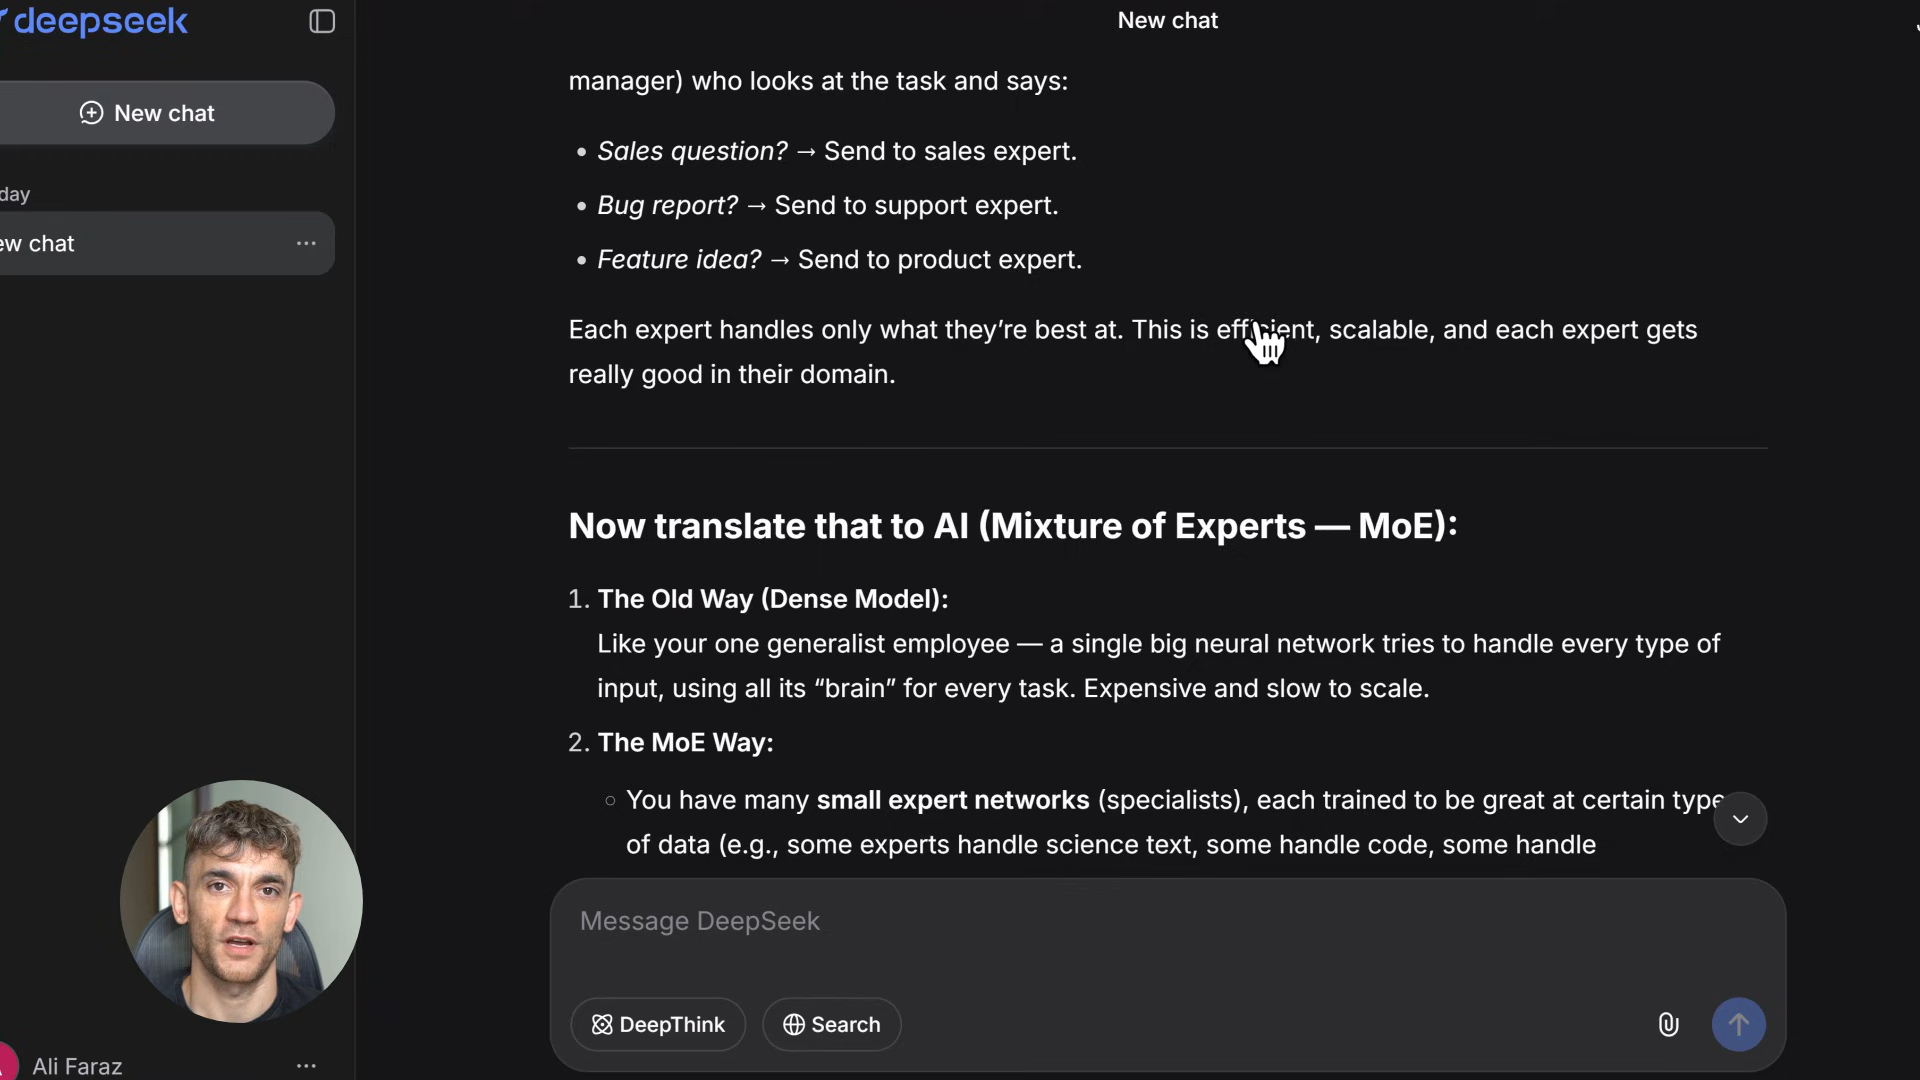 deepseek
New chat
New chat
day
ew chat
manager) who looks at the task and says:
• Sales question? → Send to sales expert.
• Bug report? → Send to support expert.
• Feature idea? → Send to product expert.
Each expert handles only what they’re best at. This is efficient, scalable, and each expert gets
really good in their domain.
Now translate that to AI (Mixture of Experts — MoE):
1. The Old Way (Dense Model):
Like your one generalist employee — a single big neural network tries to handle every type of
input, using all its “brain” for every task. Expensive and slow to scale.
2. The MoE Way:
○ You have many small expert networks (specialists), each trained to be great at certain type
of data (e.g., some experts handle science text, some handle code, some handle
Message DeepSeek
DeepThink
Search
Ali Faraz